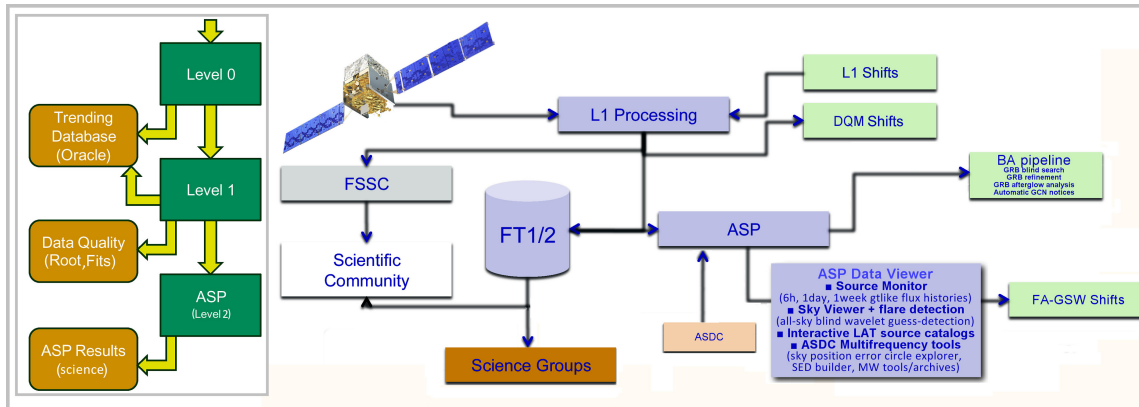 Level 0
Trending
Database
(Oracle)
Level 1
Data Quality
(Root,Fits)
ASP
(Level 2)
ASP Results
(science)
L1 Processing
L1 Shifts
DQM Shifts
FSSC
Scientific
Community
FT1/2
ASP
BA pipeline
GRB blind search
GRB refinement
GRB afterglow analysis
Automatic GCN notices
ASDC
Science Groups
ASP Data Viewer
■ Source Monitor
(6h, 1day, 1week gtlike flux histories)
■ Sky Viewer + flare detection
(all-sky blind wavelet guess-detection)
■ Interactive LAT source catalogs
■ ASDC Multifrequency tools
(sky position error circle explorer,
SED builder, MW tools/archives)
FA-GSW Shifts